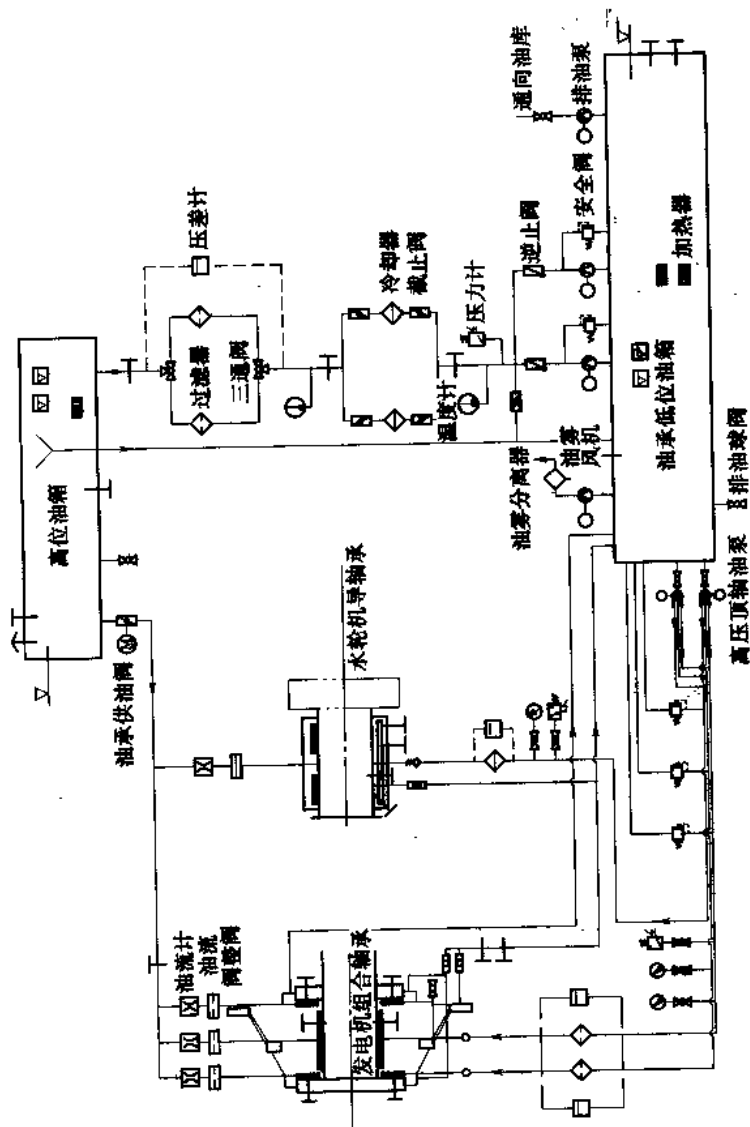 高位油箱
油承供油阀
油流计
油流
阀整阀
发电机组合轴承
水轮机导轴承
过滤器
三通阀
压差计
冷却器
截止阀
温度计
压力计
逆止阀
油雾分离器
油雾
风机
油承低位油箱
加热器
安全阀
排油泵
通向油库
排油球阀
高压顶轴油泵